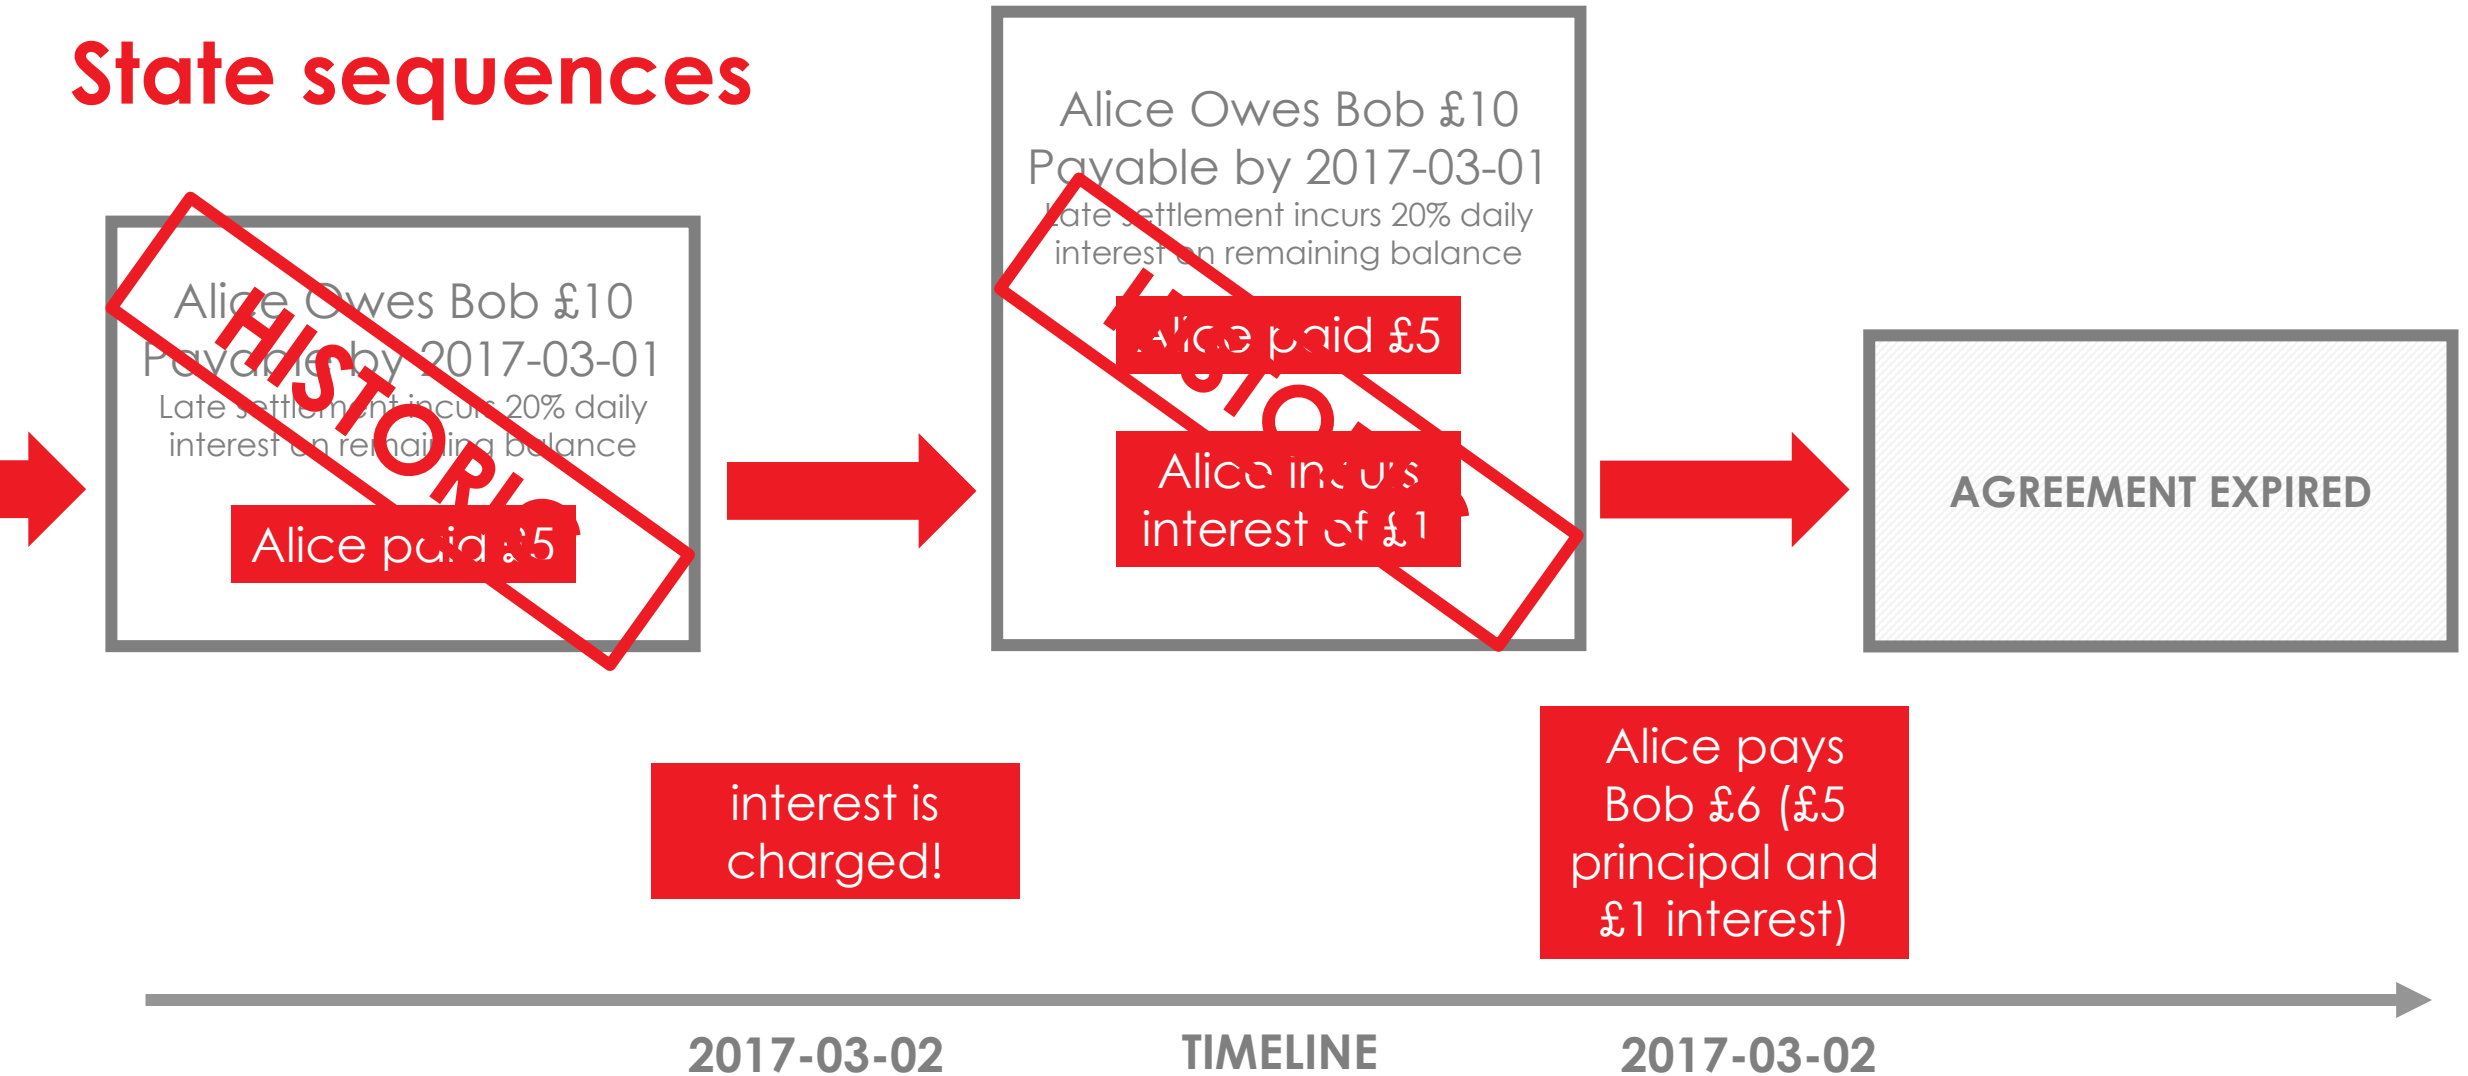 State sequences
Alice Owes Bob £10
Payable by 2017-03-01
Late settlement incurs 20% daily
interest on remaining balance
HISTORIC
Alice paid £5
Alice Owes Bob £10
Payable by 2017-03-01
Late settlement incurs 20% daily
interest on remaining balance
HISTORIC
Alice paid £5
Alice incurs
interest of £1
AGREEMENT EXPIRED
interest is
charged!
Alice pays
Bob £6 (£5
principal and
£1 interest)
2017-03-02
TIMELINE
2017-03-02